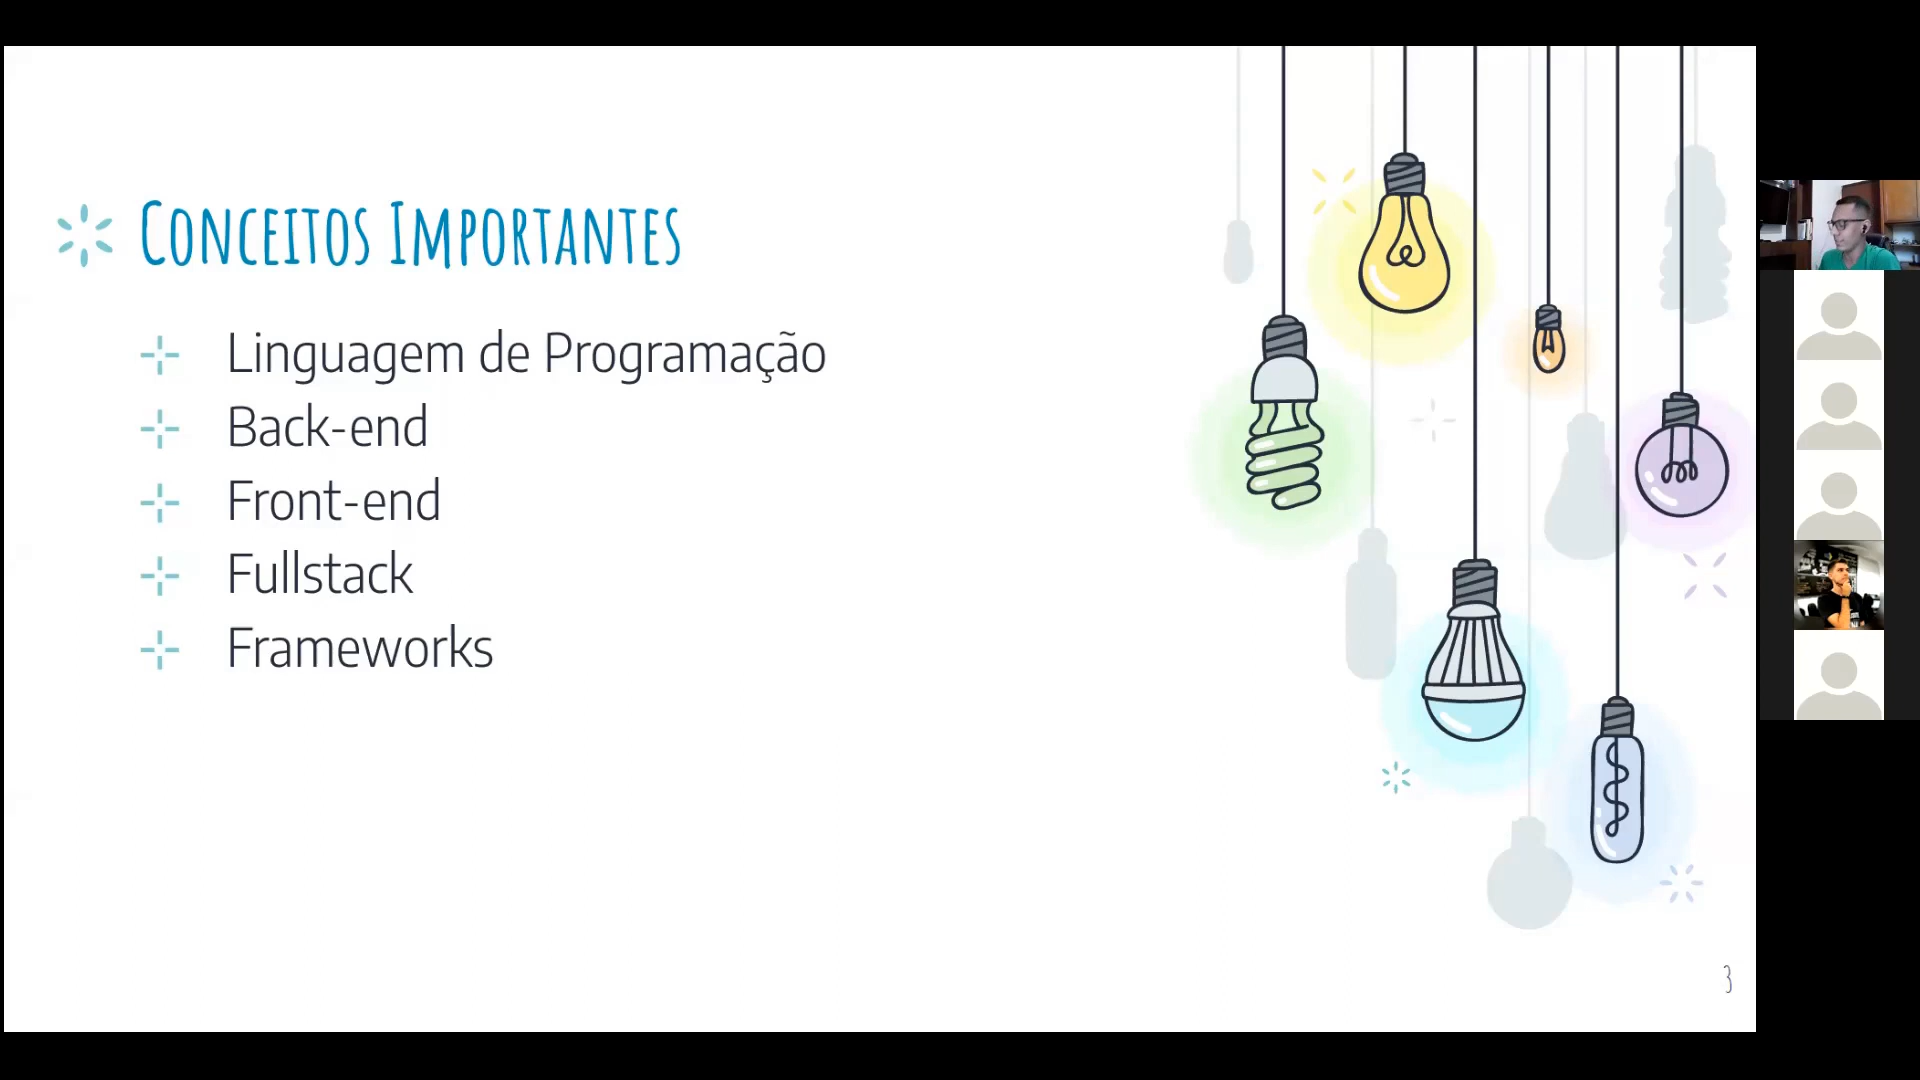 Conceitos Importantes
Linguagem de Programação
Back-end
Front-end
Fullstack
Frameworks
3